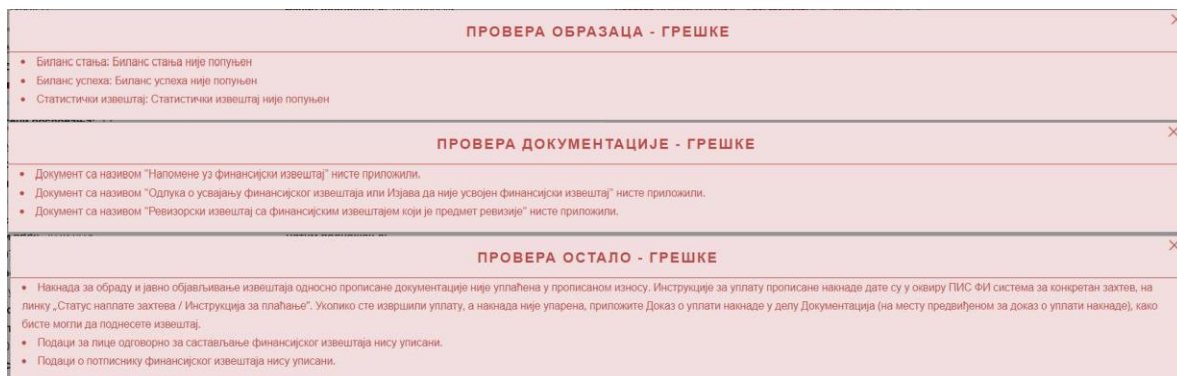 ПРОВЕРА ОБРАЗАЦА - ГРЕШКЕ
• Биланс стања: Биланс стања није попуњен
• Биланс успеха: Биланс успеха није попуњен
• Статистички извештај: Статистички извештај није попуњен
ПРОВЕРА ДОКУМЕНТАЦИЈЕ - ГРЕШКЕ
• Документ са називом "Напомене уз финансијски извештај" нисте приложили.
• Документ са називом "Одлука о усвајању финансијског извештаја или Изјава да није усвојен финансијски извештај" нисте приложили.
• Документ са називом "Ревизорски извештај са финансијским извештајем који је предмет ревизије" нисте приложили.
ПРОВЕРА ОСТАЛО - ГРЕШКЕ
• Накнада за обраду и јавно објављивање извештаја односно прописане документације није уплаћена у прописаном износу. Инструкције за уплату прописане накнаде дате су у оквиру ПИС ФИ система за конкретан захтев, на
линку „Статус наплате захтева / Инструкција за плаћање". Уколико сте извршили уплату, а накнада није упарена, приложите Доказ о уплати накнаде у делу Документација (на месту предвиђеном за доказ о уплати накнаде), како
бисте могли да поднесете извештај.
• Подаци за лице одговорно за састављање финансијског извештаја нису уписани.
• Подаци о потписнику финансијског извештаја нису уписани.